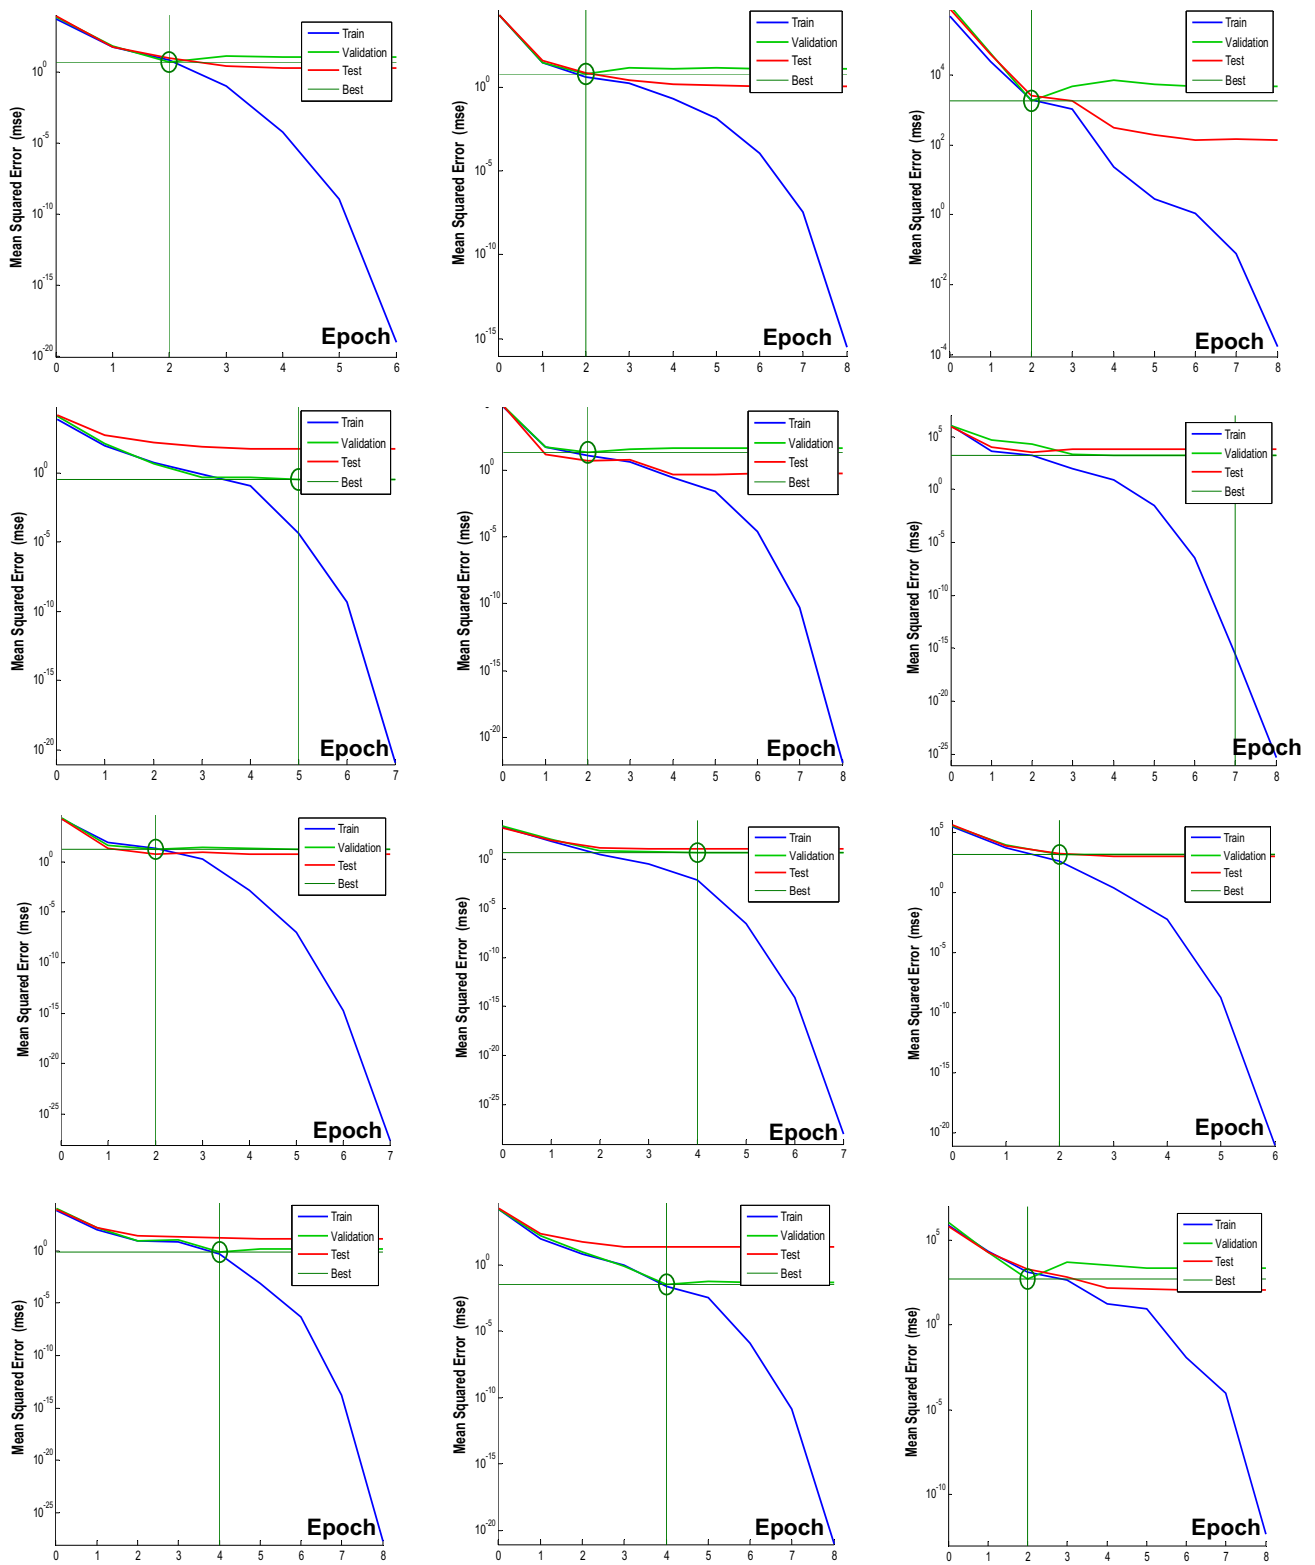 Mean Squared Error (mse)
10^0
10^-5
10^-10
10^-15
10^-20
Train
Validation
Test
Best
Epoch
0 1 2 3 4 5 6
Mean Squared Error (mse)
10^0
10^-5
10^-10
10^-15
Train
Validation
Test
Best
Epoch
0 1 2 3 4 5 6 7 8
Mean Squared Error (mse)
10^4
10^2
10^0
10^-2
10^-4
Train
Validation
Test
Best
Epoch
0 1 2 3 4 5 6 7 8
Mean Squared Error (mse)
10^0
10^-5
10^-10
10^-15
10^-20
Train
Validation
Test
Best
Epoch
0 1 2 3 4 5 6 7
Mean Squared Error (mse)
10^0
10^-5
10^-10
10^-15
10^-20
Train
Validation
Test
Best
Epoch
0 1 2 3 4 5 6 7 8
Mean Squared Error (mse)
10^5
10^0
10^-5
10^-10
10^-15
10^-20
10^-25
Train
Validation
Test
Best
Epoch
0 1 2 3 4 5 6 7 8
Mean Squared Error (mse)
10^0
10^-5
10^-10
10^-15
10^-20
10^-25
Train
Validation
Test
Best
Epoch
0 1 2 3 4 5 6 7
Mean Squared Error (mse)
10^0
10^-5
10^-10
10^-15
10^-20
10^-25
Train
Validation
Test
Best
Epoch
0 1 2 3 4 5 6 7
Mean Squared Error (mse)
10^5
10^0
10^-5
10^-10
10^-15
10^-20
Train
Validation
Test
Best
Epoch
0 1 2 3 4 5 6
Mean Squared Error (mse)
10^0
10^-5
10^-10
10^-15
10^-20
10^-25
Train
Validation
Test
Best
Epoch
0 1 2 3 4 5 6 7 8
Mean Squared Error (mse)
10^0
10^-5
10^-10
10^-15
10^-20
Train
Validation
Test
Best
Epoch
0 1 2 3 4 5 6 7 8
Mean Squared Error (mse)
10^5
10^0
10^-5
10^-10
Train
Validation
Test
Best
Epoch
0 1 2 3 4 5 6 7 8